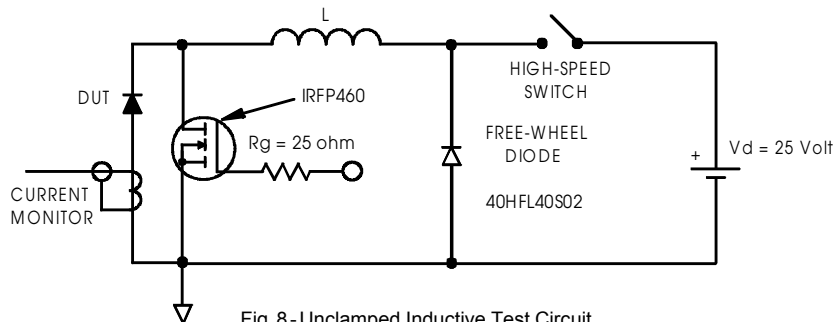 L
HIGH-SPEED
SWITCH
DUT
IRFP460
Rg = 25 ohm
FREE-WHEEL
DIODE
40HFL40S02
+
Vd = 25 Volt
CURRENT
MONITOR
Fig. 8 - Unclamped Inductive Test Circuit